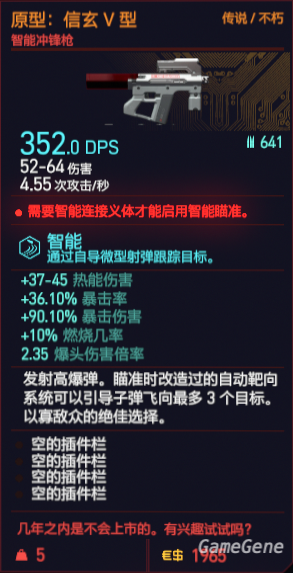 原型：信玄 V 型
传说 / 不朽
智能冲锋枪
352.0 DPS
641
52-64 伤害
4.55 次攻击/秒
需要智能连接义体才能启用智能瞄准。
智能
通过自导微型射弹跟踪目标。
+37-45 热能伤害
+36.10% 暴击率
+90.10% 暴击伤害
+10% 燃烧几率
2.35 爆头伤害倍率
发射高爆弹。瞄准时改造过的自动靶向
系统可以引导子弹飞向最多 3 个目标。
以寡敌众的绝佳选择。
空的插件栏
空的插件栏
空的插件栏
空的插件栏
几年之内是不会上市的。有兴趣试试吗？
5
€$ 1965
GameGene